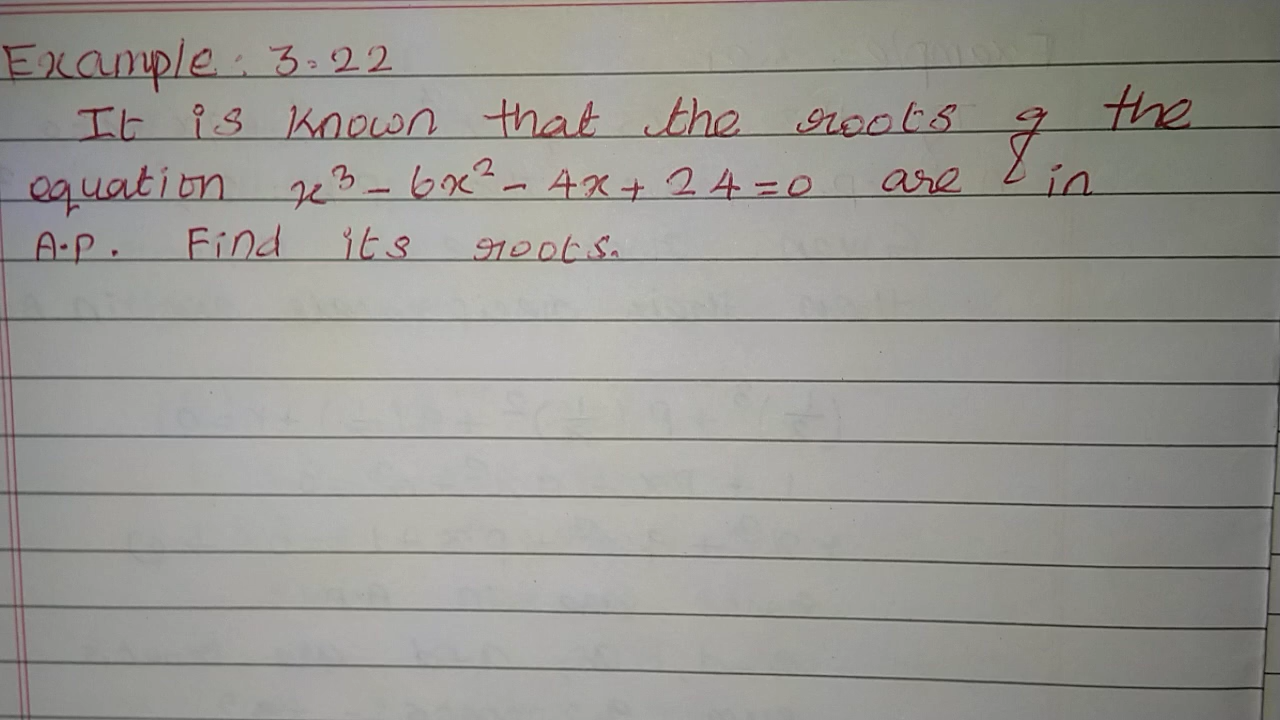 Example: 3.22
It is known that the roots of the
equation x³ - 6x² - 4x + 24 = 0 are in
A.P. Find its roots.